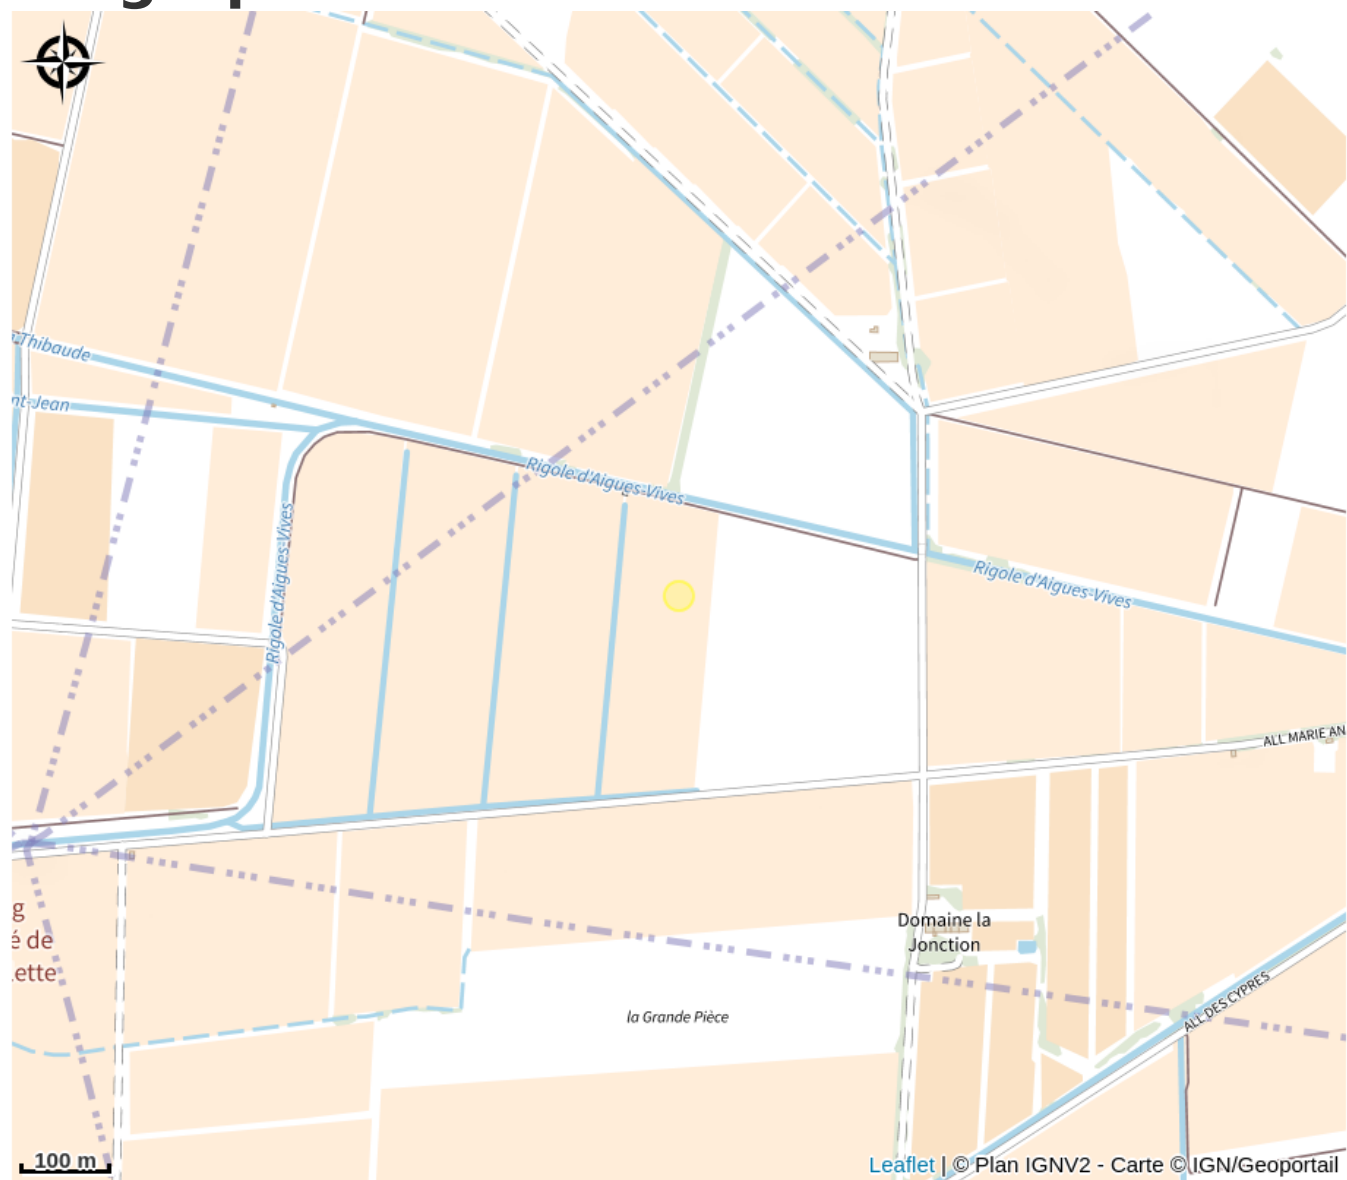 Thibaude
nt-Jean
Rigole d'Aigues-Vives
Rigole d'Aigues-Vives
Rigole d'Aigues-Vives
ALL MARIE AN
g
é de
ette
Domaine la
Jonction
la Grande Pièce
ALL DES CYPRES
100 m
Leaflet | © Plan IGNV2 - Carte © IGN/Geoportail